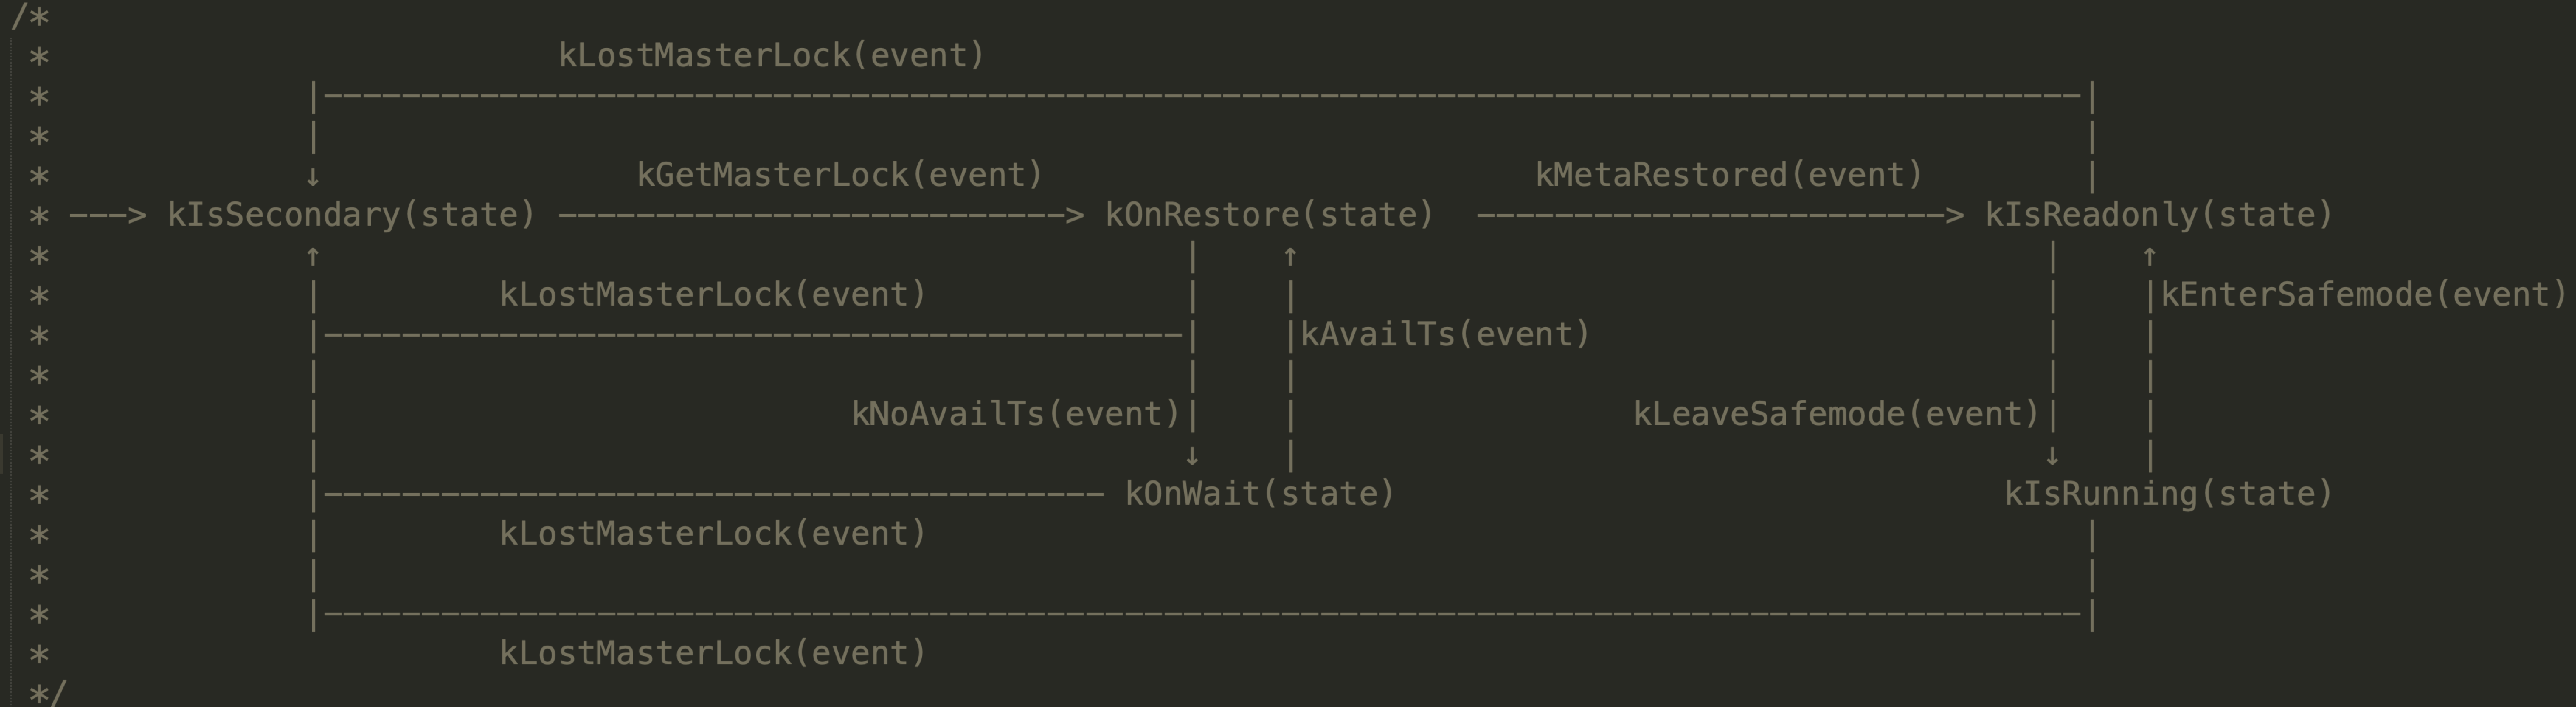 /*
*                          kLostMasterLock(event)
*             |------------------------------------------------------------------------------------------|
*             |                                                                                          |
*             ↓                kGetMasterLock(event)                         kMetaRestored(event)        |
* ---> kIsSecondary(state) --------------------------> kOnRestore(state)  ------------------------> kIsReadonly(state)
*             ↑                                            |    ↑                                      |    ↑
*             |         kLostMasterLock(event)             |    |                                      |    |kEnterSafemode(event)
*             |--------------------------------------------|    |kAvailTs(event)                       |    |
*             |                                            |    |                                      |    |
*             |                           kNoAvailTs(event)|    |                 kLeaveSafemode(event)|    |
*             |                                            ↓    |                                      ↓    |
*             |---------------------------------------- kOnWait(state)                               kIsRunning(state)
*             |         kLostMasterLock(event)                                                           |
*             |                                                                                          |
*             |------------------------------------------------------------------------------------------|
*                       kLostMasterLock(event)
*/